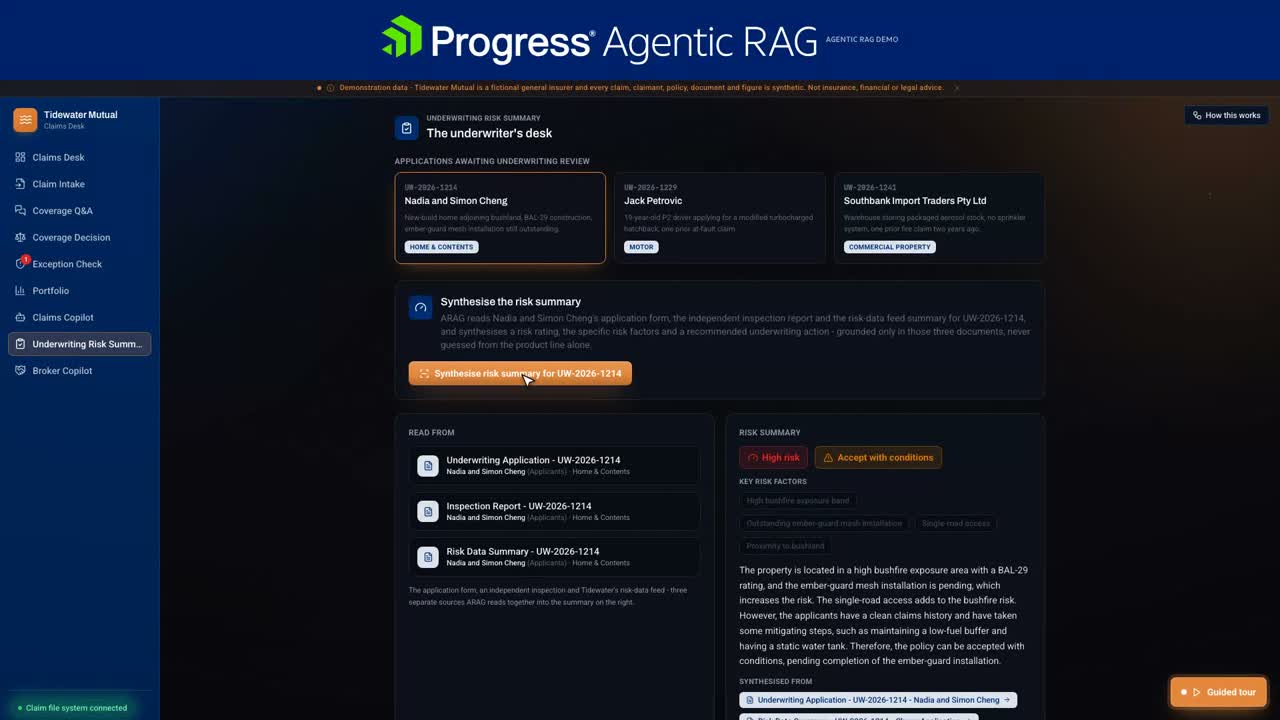 Progress® Agentic RAG AGENTIC RAG DEMO
Demonstration data - Tidewater Mutual is a fictional general insurer and every claim, claimant, policy, document and figure is synthetic. Not insurance, financial or legal advice.
Tidewater Mutual
Claims Desk
Claims Desk
Claim Intake
Coverage Q&A
Coverage Decision
1
Exception Check
Portfolio
Claims Copilot
Underwriting Risk Summ...
Broker Copilot
Claim file system connected
How this works
UNDERWRITING RISK SUMMARY
The underwriter's desk
APPLICATIONS AWAITING UNDERWRITING REVIEW
UW-2026-1214
Nadia and Simon Cheng
New-build home adjoining bushland, BAL-29 construction,
ember-guard mesh installation still outstanding.
HOME & CONTENTS
UW-2026-1229
Jack Petrovic
19-year-old P2 driver applying for a modified turbocharged
hatchback, one prior at-fault claim.
MOTOR
UW-2026-1241
Southbank Import Traders Pty Ltd
Warehouse storing packaged aerosol stock, no sprinkler
system, one prior fire claim two years ago.
COMMERCIAL PROPERTY
Synthesise the risk summary
ARAG reads Nadia and Simon Cheng's application form, the independent inspection report and the risk-data feed summary for UW-2026-1214,
and synthesises a risk rating, the specific risk factors and a recommended underwriting action - grounded only in those three documents, never
guessed from the product line alone.
Synthesise risk summary for UW-2026-1214
READ FROM
Underwriting Application - UW-2026-1214
Nadia and Simon Cheng (Applicants) · Home & Contents
Inspection Report - UW-2026-1214
Nadia and Simon Cheng (Applicants) · Home & Contents
Risk Data Summary - UW-2026-1214
Nadia and Simon Cheng (Applicants) · Home & Contents
The application form, an independent inspection and Tidewater's risk-data feed - three
separate sources ARAG reads together into the summary on the right.
RISK SUMMARY
High risk
Accept with conditions
KEY RISK FACTORS
High bushfire exposure band
Outstanding ember-guard mesh installation
Single-road access
Proximity to bushland
The property is located in a high bushfire exposure area with a BAL-29
rating, and the ember-guard mesh installation is pending, which
increases the risk. The single-road access adds to the bushfire risk.
However, the applicants have a clean claims history and have taken
some mitigating steps, such as maintaining a low-fuel buffer and
having a static water tank. Therefore, the policy can be accepted with
conditions, pending completion of the ember-guard installation.
SYNTHESISED FROM
Underwriting Application - UW-2026-1214 - Nadia and Simon Cheng
Guided tour